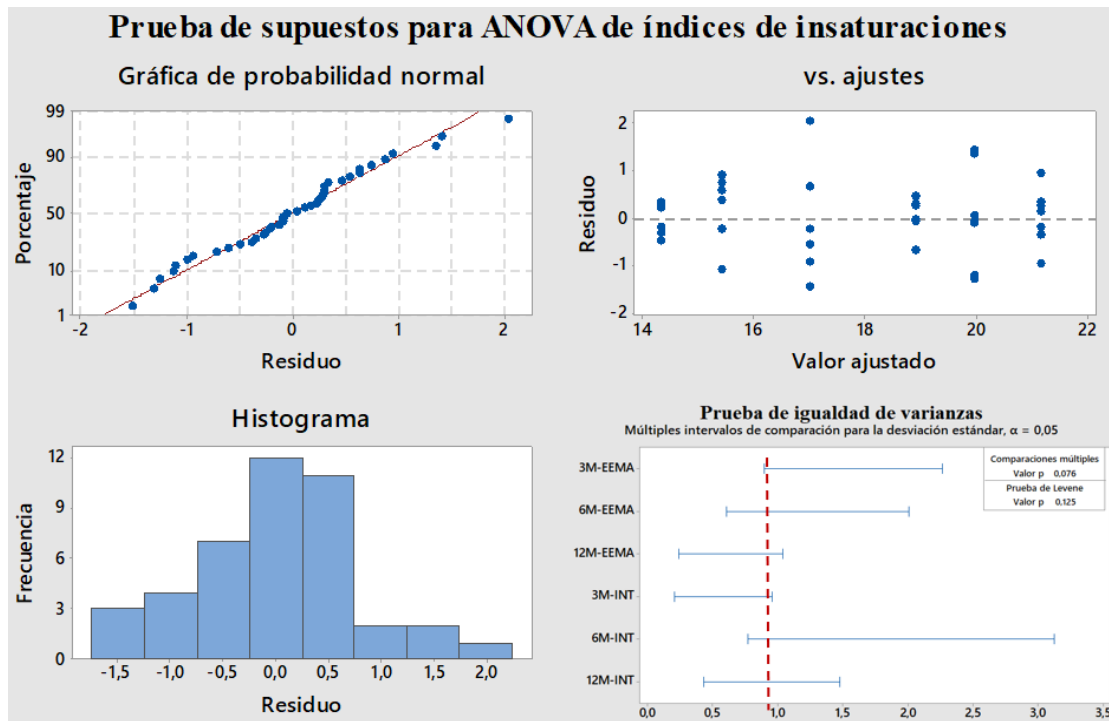 Prueba de supuestos para ANOVA de índices de insaturaciones
Gráfica de probabilidad normal
Porcentaje
99
90
50
10
1
-2
-1
0
1
2
Residuo
vs. ajustes
Residuo
2
1
0
-1
-2
14
16
18
20
22
Valor ajustado
Histograma
Frecuencia
12
9
6
3
0
-1,5
-1,0
-0,5
0,0
0,5
1,0
1,5
2,0
Residuo
Prueba de igualdad de varianzas
Múltiples intervalos de comparación para la desviación estándar, α = 0,05
3M-EEMA
6M-EEMA
12M-EEMA
3M-INT
6M-INT
12M-INT
Comparaciones múltiples
Valor p 0,076
Prueba de Levene
Valor p 0,125
0,0
0,5
1,0
1,5
2,0
2,5
3,0
3,5